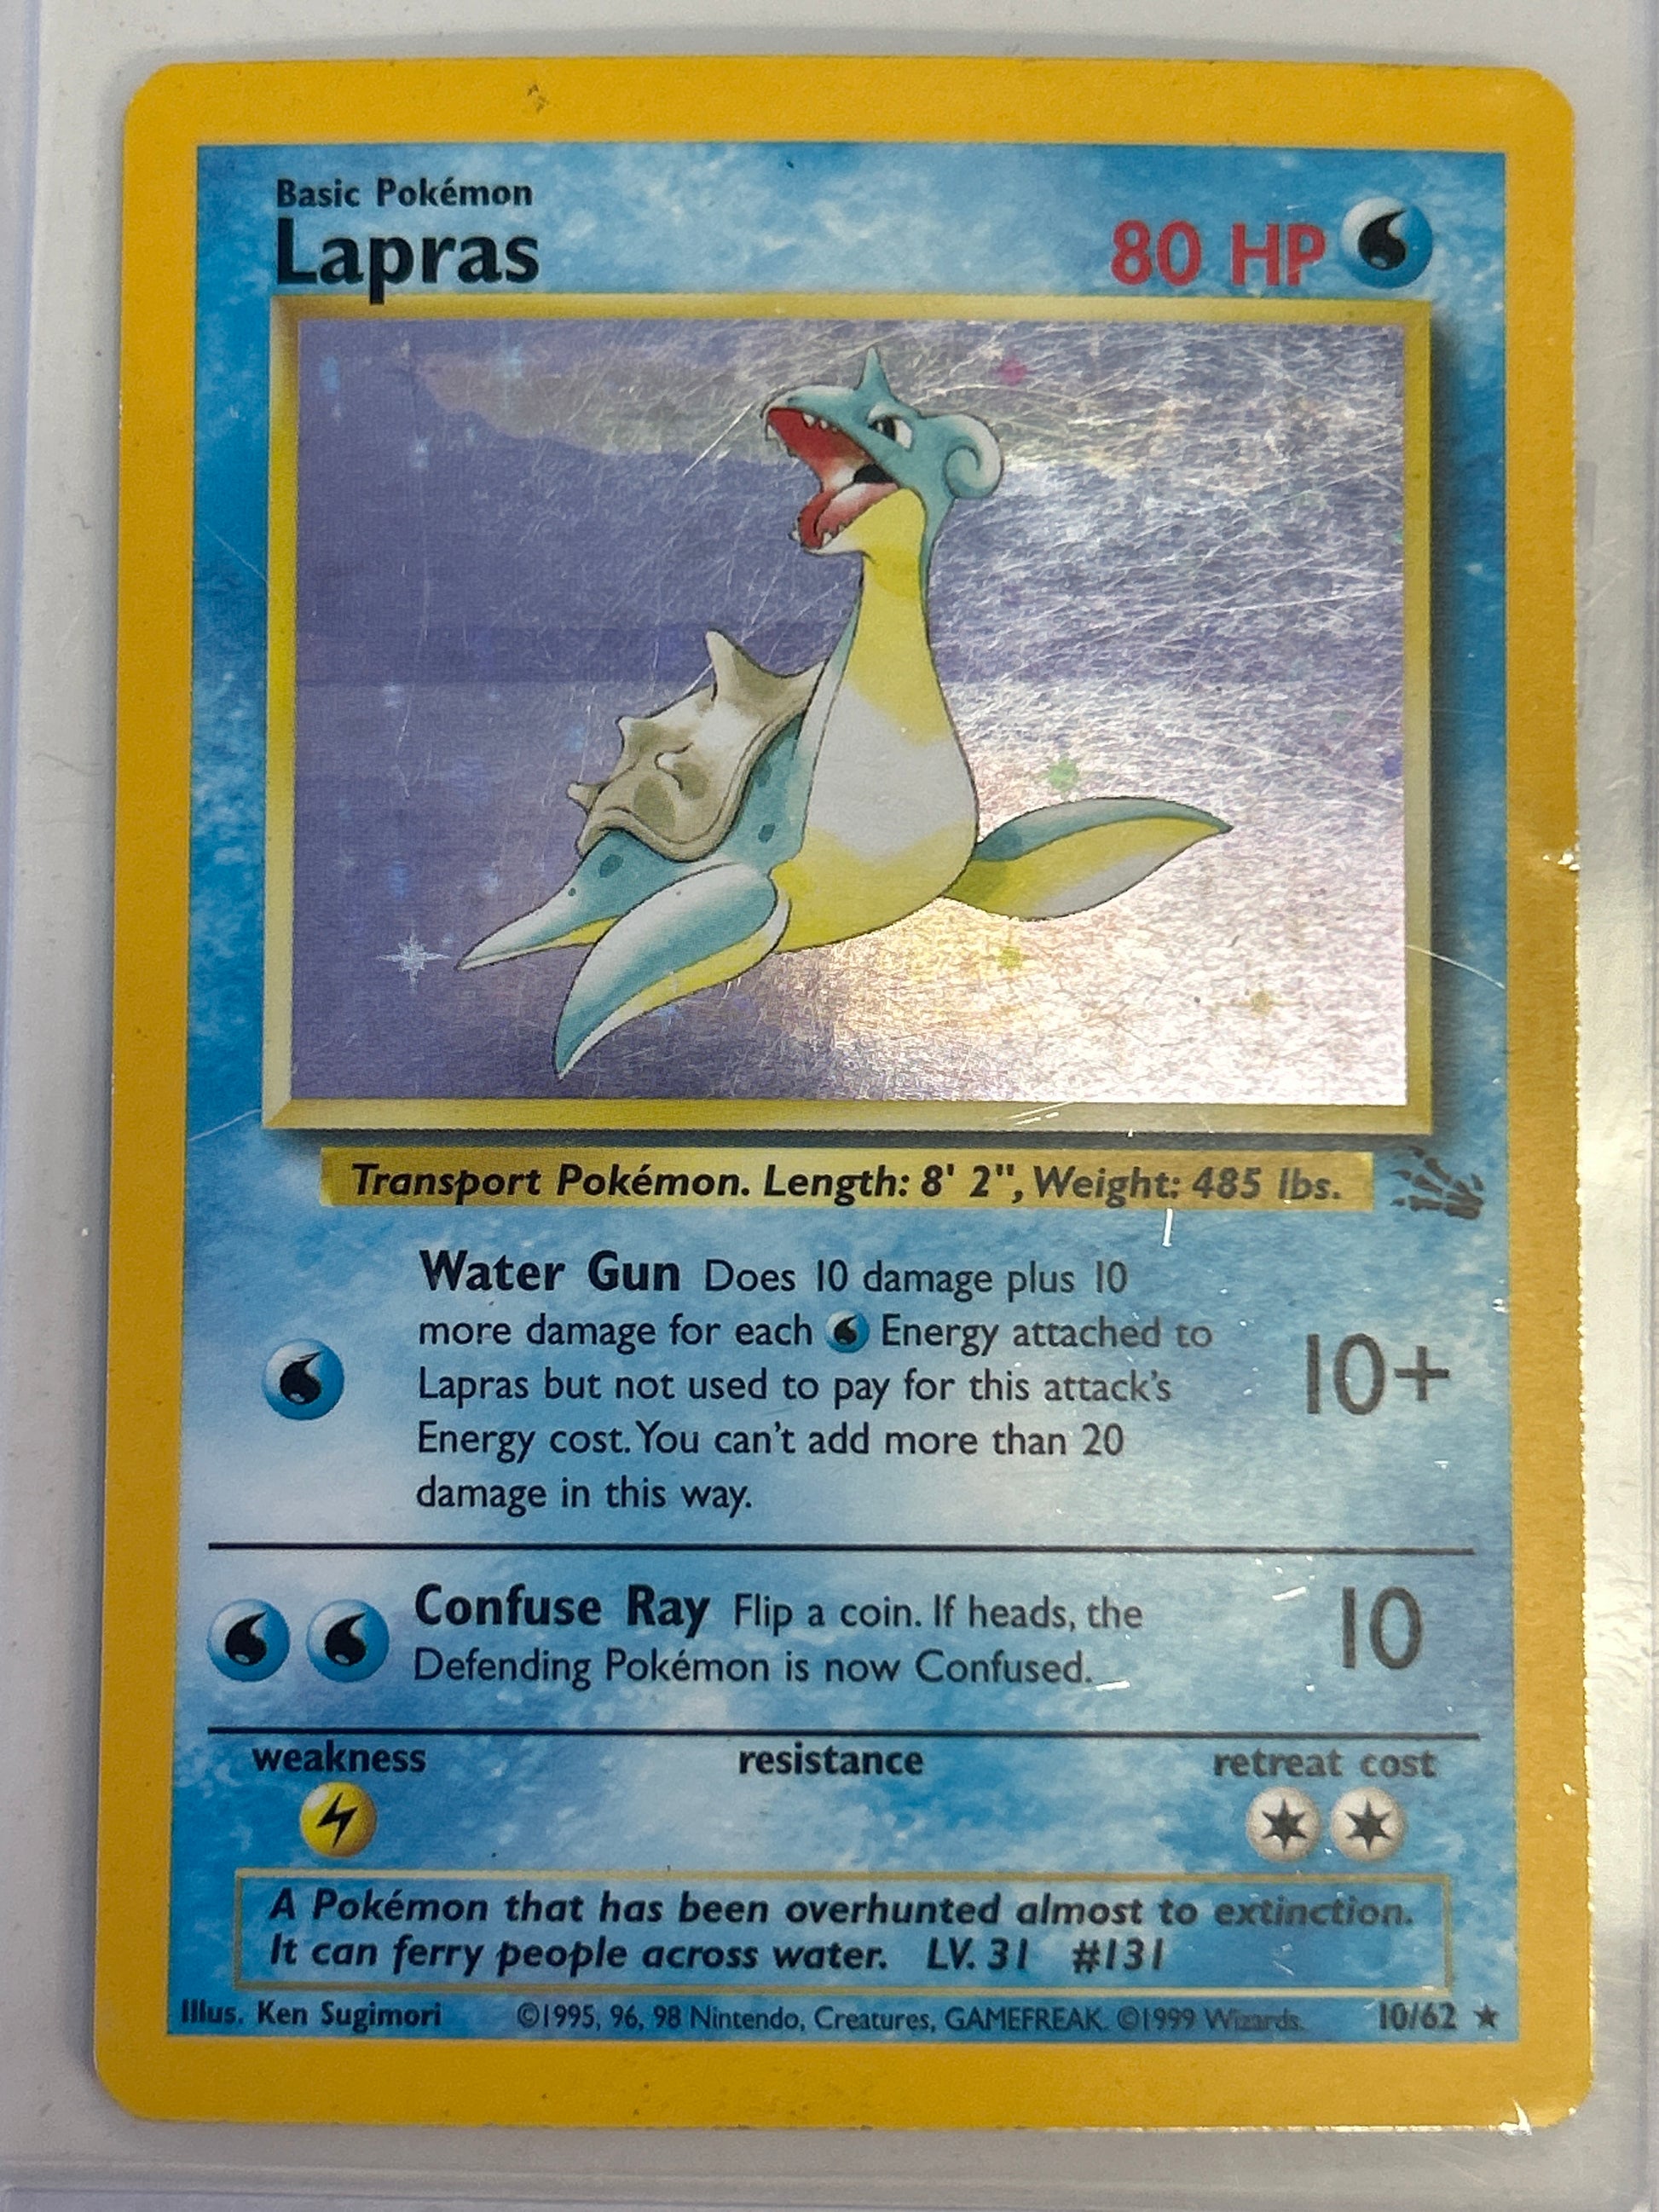 Basic Pokémon
Lapras
80 HP
Transport Pokémon. Length: 8' 2", Weight: 485 lbs.
Water Gun Does 10 damage plus 10
more damage for each Energy attached to
Lapras but not used to pay for this attack's
Energy cost. You can't add more than 20
damage in this way.
10+
Confuse Ray Flip a coin. If heads, the
Defending Pokémon is now Confused.
10
weakness resistance retreat cost
A Pokémon that has been overhunted almost to extinction.
It can ferry people across water. LV. 31 #131
Illus. Ken Sugimori ©1995, 96, 98 Nintendo, Creatures, GAMEFREAK. ©1999 Wizards. 10/62 ★